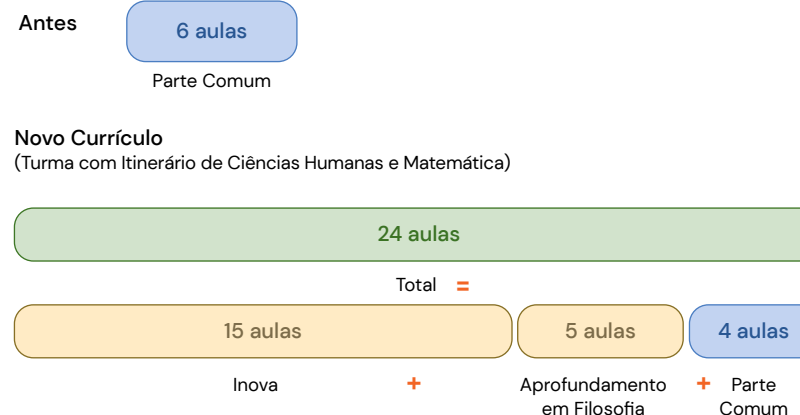 Antes
6 aulas
Parte Comum
Novo Currículo
(Turma com Itinerário de Ciências Humanas e Matemática)
24 aulas
Total =
15 aulas
5 aulas
4 aulas
Inova
+
Aprofundamento
em Filosofia
+
Parte
Comum